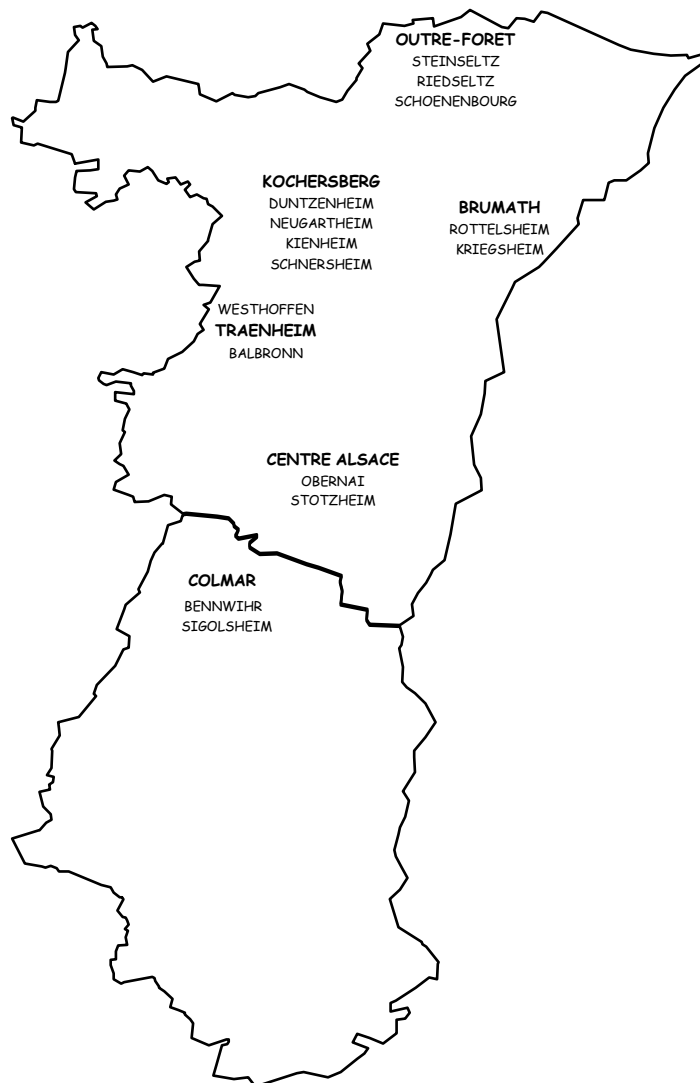 OUTRE-FORET
STEINSELTZ
RIEDSELTZ
SCHOENENBOURG
KOCHERSBERG
DUNTZENHEIM
NEUGARTHEIM
KIENHEIM
SCHNERSHEIM
BRUMATH
ROTTELSHEIM
KRIEGSHEIM
WESTHOFFEN
TRAENHEIM
BALBRONN
CENTRE ALSACE
OBERNAI
STOTZHEIM
COLMAR
BENNWIHR
SIGOLSHEIM